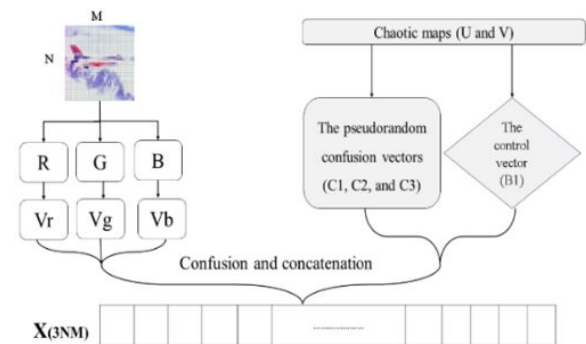 M
N
R
G
B
Vr
Vg
Vb
Chaotic maps (U and V)
The pseudorandom
confusion vectors
(C1, C2, and C3)
The
control
vector
(B1)
Confusion and concatenation
X(3NM)
....................